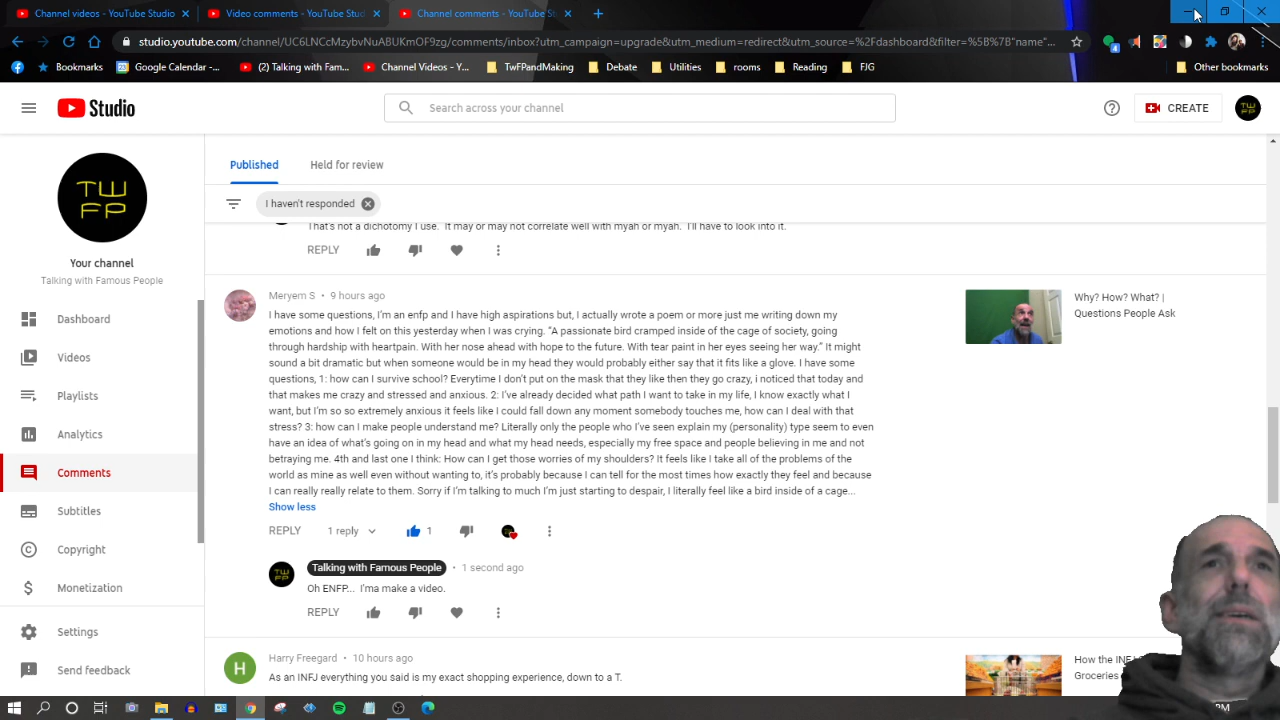 Channel videos - YouTube Studio
Video comments - YouTube Studi
Channel comments - YouTube St
studio.youtube.com/channel/UC6LNCcMzybvNuABUKmOF9zg/comments/inbox?utm_campaign=upgrade&utm_medium=redirect&utm_source=%2Fdashboard&filter=%5B%7B"name"...
4
Bookmarks
Google Calendar -...
(2) Talking with Fam...
Channel Videos - Y...
TwFPandMaking
Debate
Utilities
rooms
Reading
FJG
Other bookmarks
Studio
Search across your channel
CREATE
TW
FP
Your channel
Talking with Famous People
Dashboard
Videos
Playlists
Analytics
Comments
Subtitles
Copyright
Monetization
Settings
Send feedback
Published
Held for review
I haven't responded
That's not a dichotomy I use. It may or may not correlate well with myah or myah. I'll have to look into it.
REPLY
Meryem S • 9 hours ago
I have some questions, I'm an enfp and I have high aspirations but, I actually wrote a poem or more just me writing down my
emotions and how I felt on this yesterday when I was crying. "A passionate bird cramped inside of the cage of society, going
through hardship with heartpain. With her nose ahead with hope to the future. With tear paint in her eyes seeing her way." It might
sound a bit dramatic but when someone would be in my head they would probably either say that it fits like a glove. I have some
questions, 1: how can I survive school? Everytime I don't put on the mask that they like then they go crazy, i noticed that today and
that makes me crazy and stressed and anxious. 2: I've already decided what path I want to take in my life, I know exactly what I
want, but I'm so so extremely anxious it feels like I could fall down any moment somebody touches me, how can I deal with that
stress? 3: how can I make people understand me? Literally only the people who I've seen explain my (personality) type seem to even
have an idea of what's going on in my head and what my head needs, especially my free space and people believing in me and not
betraying me. 4th and last one I think: How can I get those worries of my shoulders? It feels like I take all of the problems of the
world as mine as well even without wanting to, it's probably because I can tell for the most times how exactly they feel and because
I can really really relate to them. Sorry if I'm talking to much I'm just starting to despair, I literally feel like a bird inside of a cage...
Show less
REPLY 1 reply 1
Talking with Famous People • 1 second ago
Oh ENFP... I'ma make a video.
REPLY
Why? How? What? |
Questions People Ask
H
Harry Freegard • 10 hours ago
As an INFJ everything you said is my exact shopping experience, down to a T.
How the INFJ
Groceries
PM